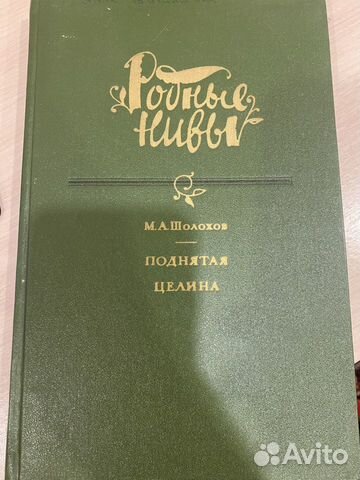 Родные
Нивы
М.А.Шолохов
ПОДНЯТАЯ
ЦЕЛИНА
Avito